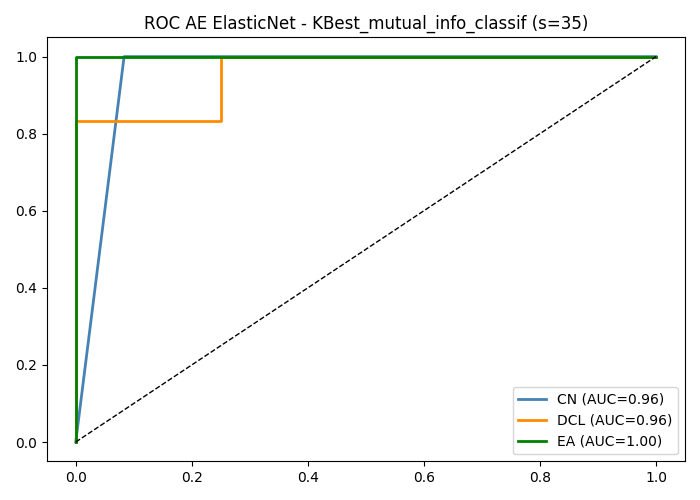 ROC AE ElasticNet - KBest_mutual_info_classif (s=35)
1.0
0.8
0.6
0.4
0.2
0.0
CN (AUC=0.96)
DCL (AUC=0.96)
EA (AUC=1.00)
0.0 0.2 0.4 0.6 0.8 1.0